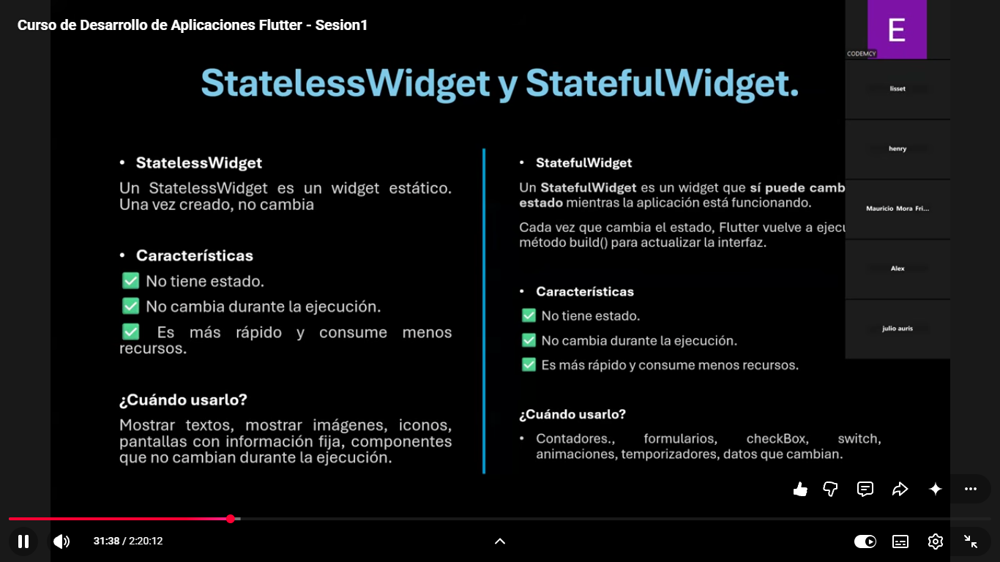 Curso de Desarrollo de Aplicaciones Flutter - Sesion1
E
CODEMCY
lisset
henry
Mauricio Mora Fri...
Alex
julio auris
StatelessWidget y StatefulWidget.
• StatelessWidget
Un StatelessWidget es un widget estático.
Una vez creado, no cambia
• Características
✅ No tiene estado.
✅ No cambia durante la ejecución.
✅ Es más rápido y consume menos
recursos.
¿Cuándo usarlo?
Mostrar textos, mostrar imágenes, iconos,
pantallas con información fija, componentes
que no cambian durante la ejecución.
• StatefulWidget
Un StatefulWidget es un widget que sí puede camb
estado mientras la aplicación está funcionando.
Cada vez que cambia el estado, Flutter vuelve a ejecu
método build() para actualizar la interfaz.
• Características
✅ No tiene estado.
✅ No cambia durante la ejecución.
✅ Es más rápido y consume menos recursos.
¿Cuándo usarlo?
• Contadores., formularios, checkBox, switch,
animaciones, temporizadores, datos que cambian.
31:38 / 2:20:12